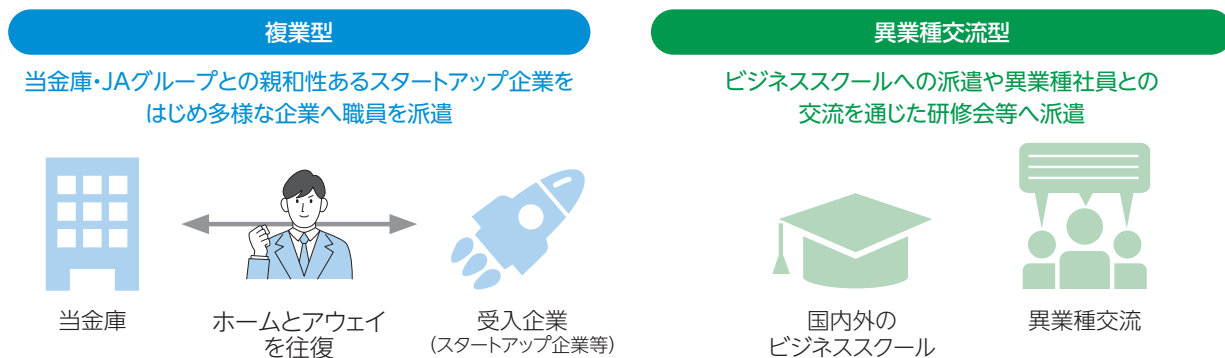 複業型
当金庫・JAグループとの親和性あるスタートアップ企業を
はじめ多様な企業へ職員を派遣
当金庫
ホームとアウェイ
を往復
受入企業
(スタートアップ企業等)
異業種交流型
ビジネススクールへの派遣や異業種社員との
交流を通じた研修会等へ派遣
国内外の
ビジネススクール
異業種交流